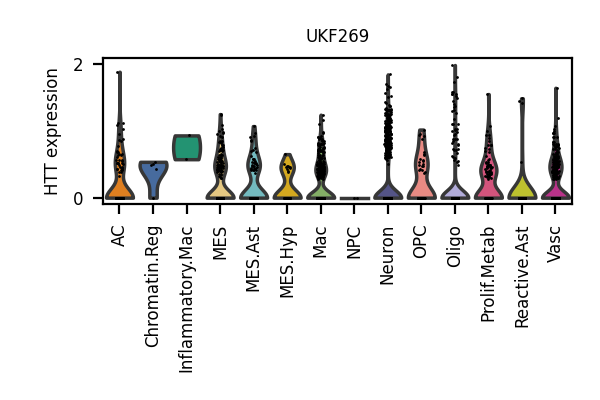 UKF269
HTT expression
2
0
AC
Chromatin.Reg
Inflammatory.Mac
MES
MES.Ast
MES.Hyp
Mac
NPC
Neuron
OPC
Oligo
Prolif.Metab
Reactive.Ast
Vasc